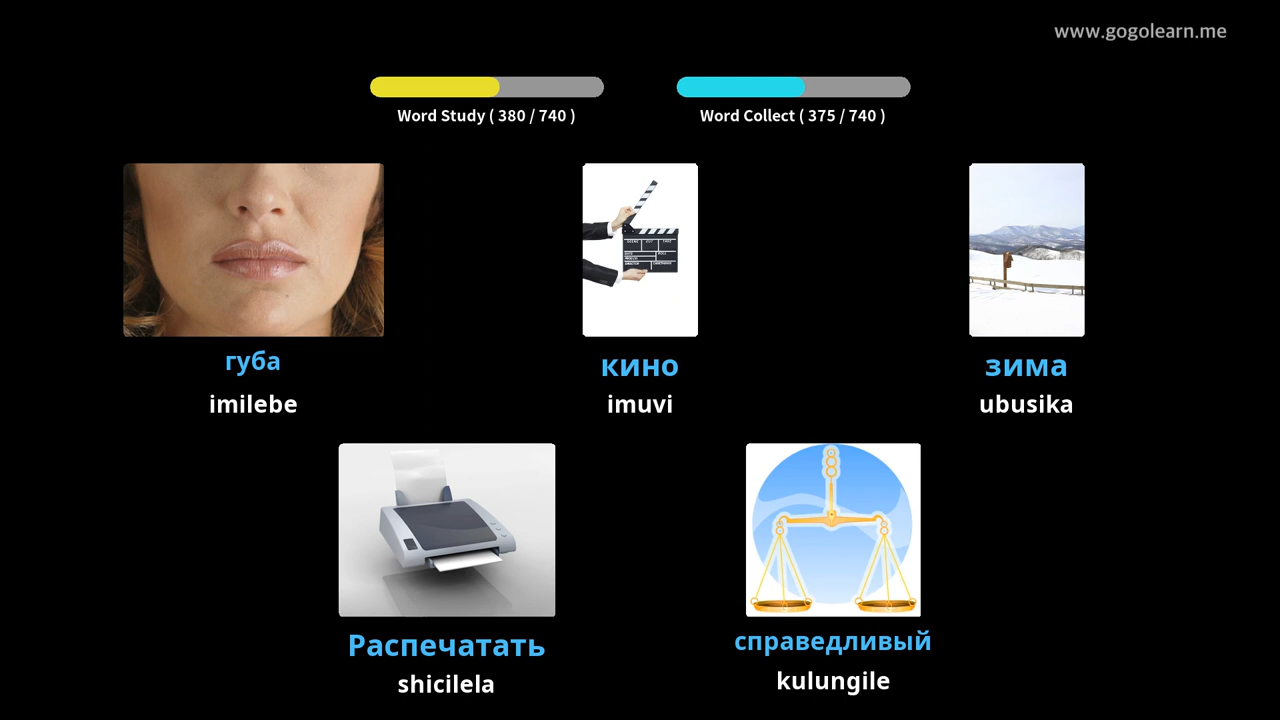 www.gogolearn.me
Word Study ( 380 / 740 )
Word Collect ( 375 / 740 )
губа
imilebe
кино
imuvi
зима
ubusika
Распечатать
shicilela
справедливый
kulungile